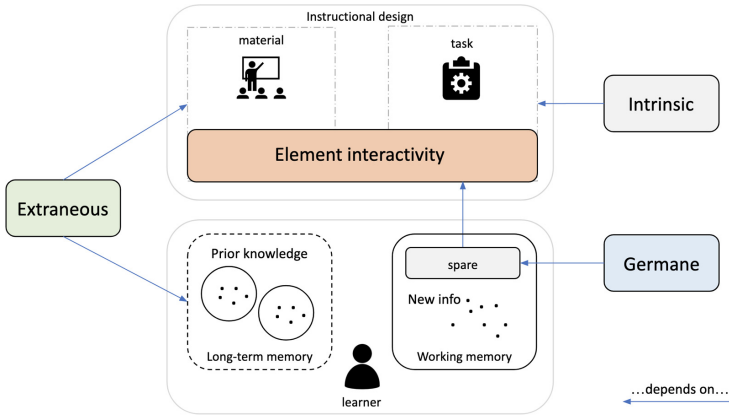 Instructional design
material
task
Intrinsic
Element interactivity
Extraneous
Prior knowledge
spare
Germane
New info
Long-term memory
Working memory
learner
...depends on...